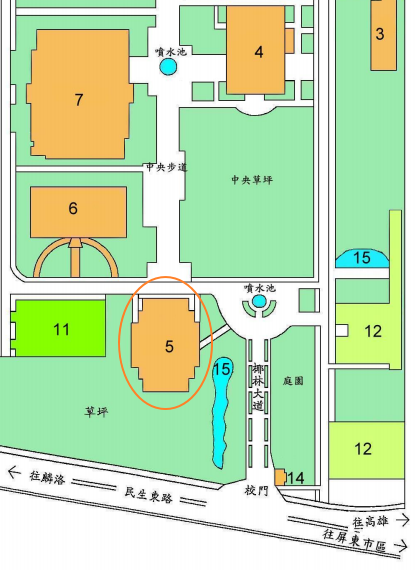 3
噴水池
4
7
中央步道
中央草坪
6
15
噴水池
11
12
5
15
椰林大道
庭園
草坪
12
14
往麟洛
民生東路
校門
往高雄
往屏東市區